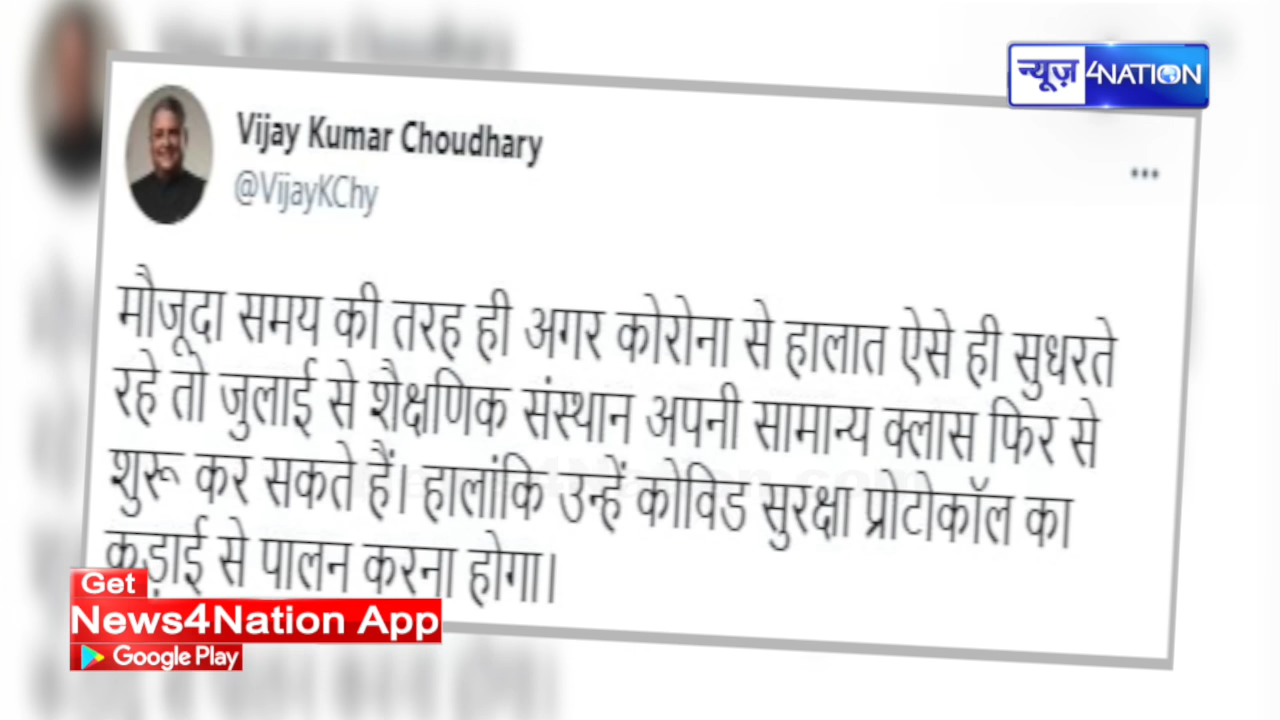 न्यूज़ 4NATION
Vijay Kumar Choudhary
@VijayKChy
मौजूदा समय की तरह ही अगर कोरोना से हालात ऐसे ही सुधरते
रहे तो जुलाई से शैक्षणिक संस्थान अपनी सामान्य क्लास फिर से
शुरू कर सकते हैं। हालांकि उन्हें कोविड सुरक्षा प्रोटोकॉल का
कड़ाई से पालन करना होगा।
Get
News4Nation App
Google Play